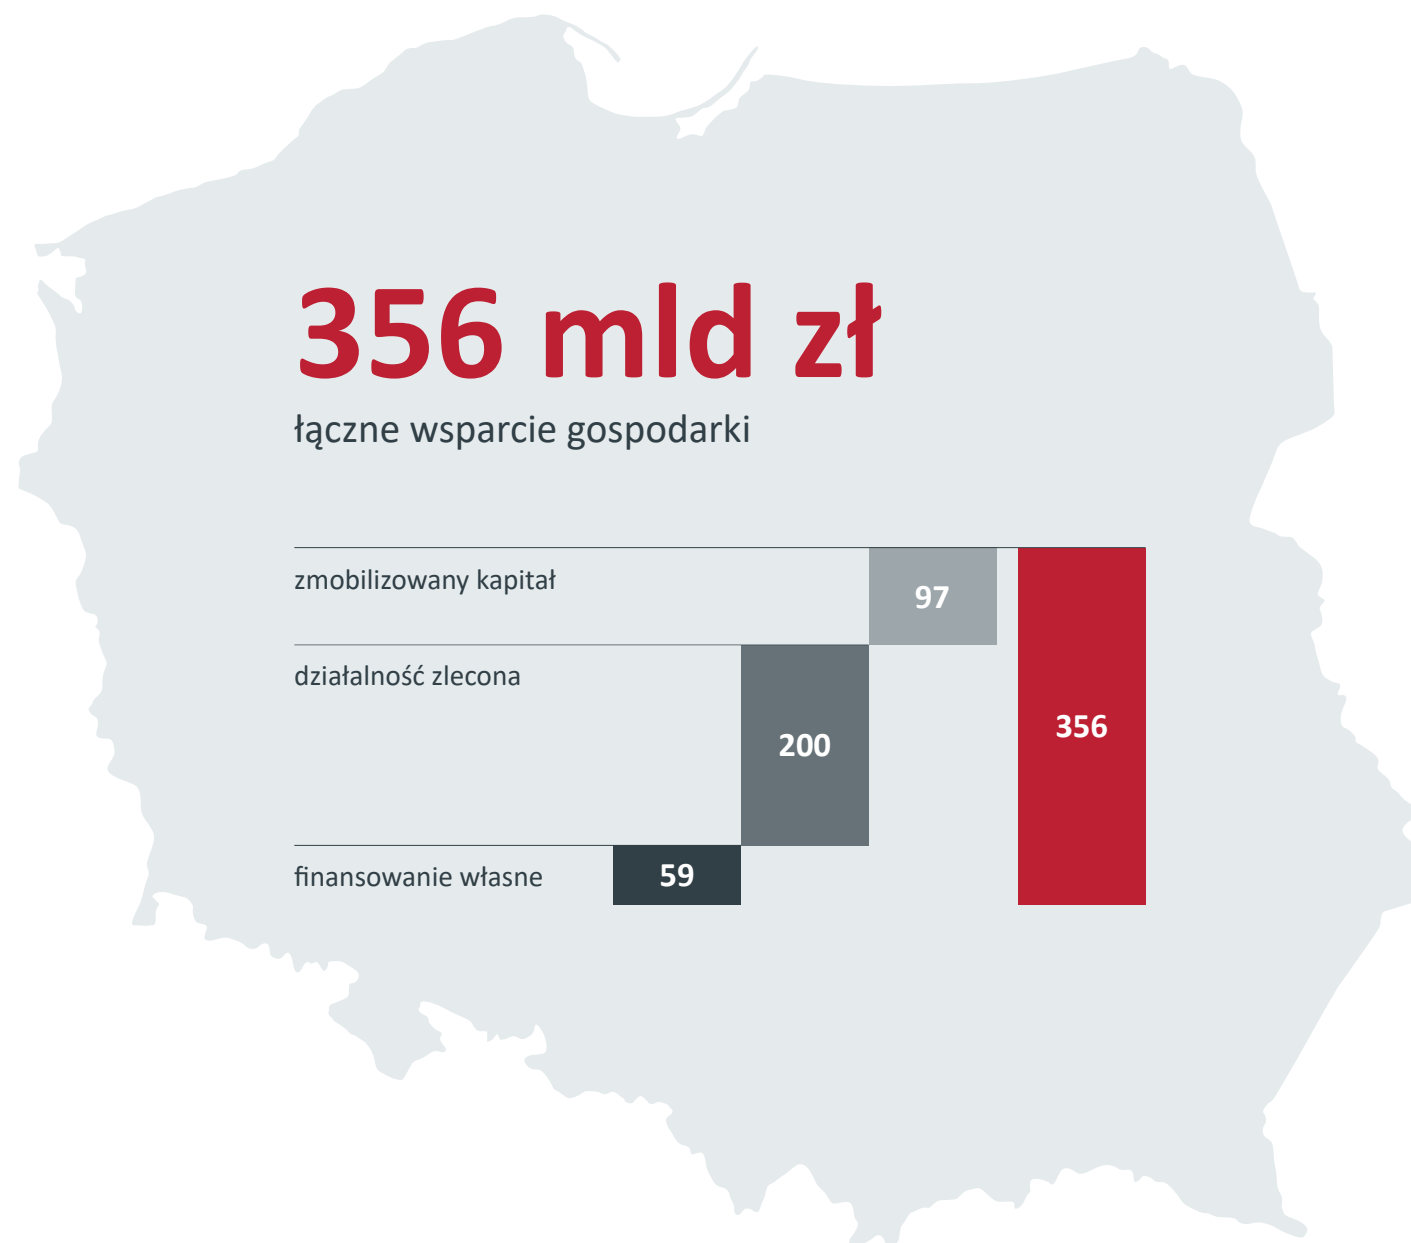 356 mld zł
łączne wsparcie gospodarki
zmobilizowany kapitał
97
działalność zlecona
200
356
finansowanie własne
59